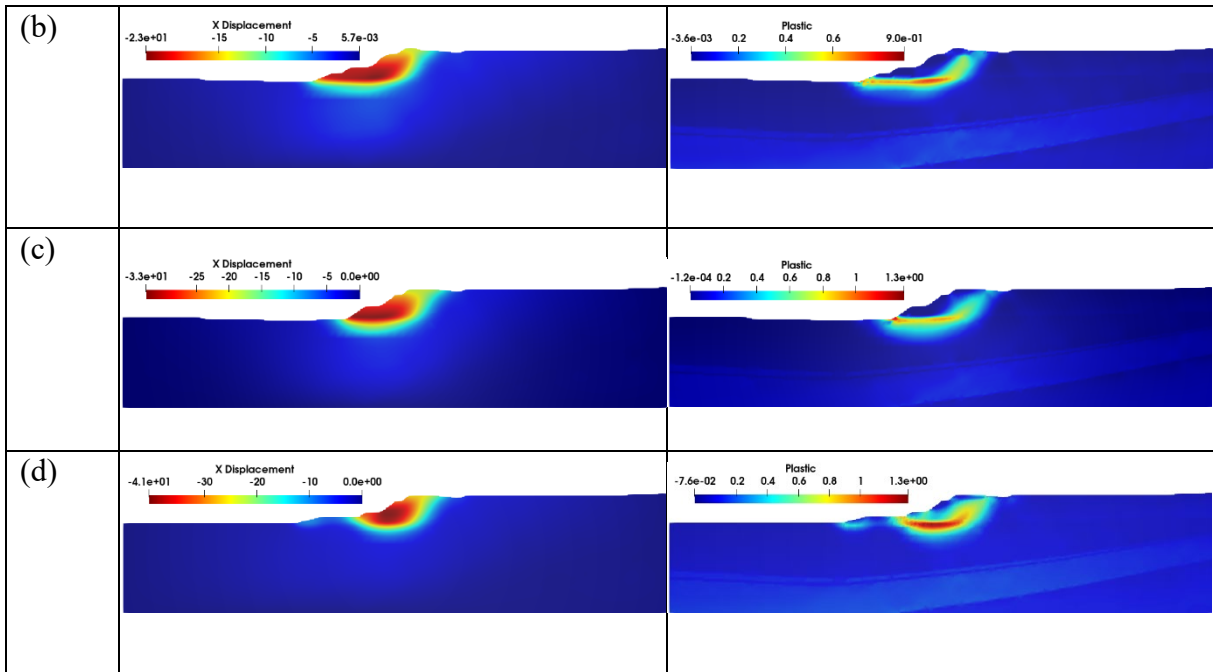 (b)
X Displacement
-2.3e+01 -15 -10 -5 5.7e-03
Plastic
-3.6e-03 0.2 0.4 0.6 9.0e-01
(c)
X Displacement
-3.3e+01 -25 -20 -15 -10 -5 0.0e+00
Plastic
-1.2e-04 0.2 0.4 0.6 0.8 1 1.3e+00
(d)
X Displacement
-4.1e+01 -30 -20 -10 0.0e+00
Plastic
-7.6e-02 0.2 0.4 0.6 0.8 1 1.3e+00